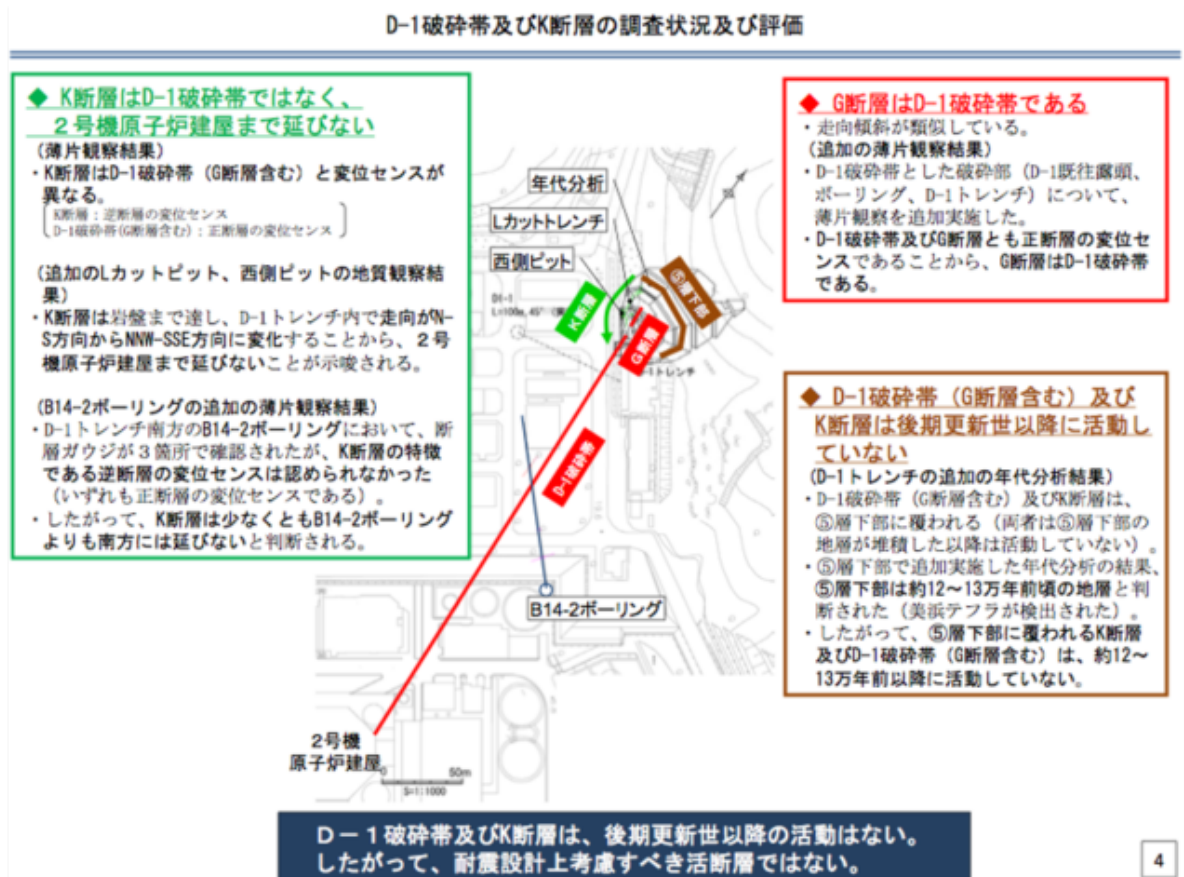 D-1破砕帯及びK断層の調査状況及び評価
◆ K断層はD-1破砕帯ではなく、
２号機原子炉建屋まで延びない
(薄片観察結果)
・K断層はD-1破砕帯（G断層含む）と変位センスが
異なる。
K断層：逆断層の変位センス
D-1破砕帯(G断層含む)：正断層の変位センス
(追加のLカットピット、西側ピットの地質観察結
果)
・K断層は岩盤まで達し、D-1トレンチ内で走向がN-
S方向からNNW-SSE方向に変化することから、２号
機原子炉建屋まで延びないことが示唆される。
(B14-2ボーリングの追加の薄片観察結果)
・D-1トレンチ南方のB14-2ボーリングにおいて、断
層ガウジが３箇所で確認されたが、K断層の特徴
である逆断層の変位センスは認められなかった
（いずれも正断層の変位センスである）。
・したがって、K断層は少なくともB14-2ボーリング
よりも南方には延びないと判断される。
年代分析
Lカットトレンチ
西側ピット
K断層
G断層
⑤層下部
D-1破砕帯
B14-2ボーリング
２号機
原子炉建屋
0
50m
S=1:1000
◆ G断層はD-1破砕帯である
・走向傾斜が類似している。
(追加の薄片観察結果)
・D-1破砕帯とした破砕部（D-1既往露頭、
ボーリング、D-1トレンチ）について、
薄片観察を追加実施した。
・D-1破砕帯及びG断層とも正断層の変位セ
ンスであることから、G断層はD-1破砕帯
である。
◆ D-1破砕帯（G断層含む）及び
K断層は後期更新世以降に活動し
ていない
(D-1トレンチの追加の年代分析結果)
・D-1破砕帯（G断層含む）及びK断層は、
⑤層下部に覆われる（両者は⑤層下部の
地層が堆積した以降は活動していない）。
・⑤層下部で追加実施した年代分析の結果、
⑤層下部は約12～13万年前頃の地層と判
断された（美浜テフラが検出された）。
・したがって、⑤層下部に覆われるK断層
及びD-1破砕帯（G断層含む）は、約12～
13万年前以降に活動していない。
Ｄ－１破砕帯及びK断層は、後期更新世以降の活動はない。
したがって、耐震設計上考慮すべき活断層ではない。
4